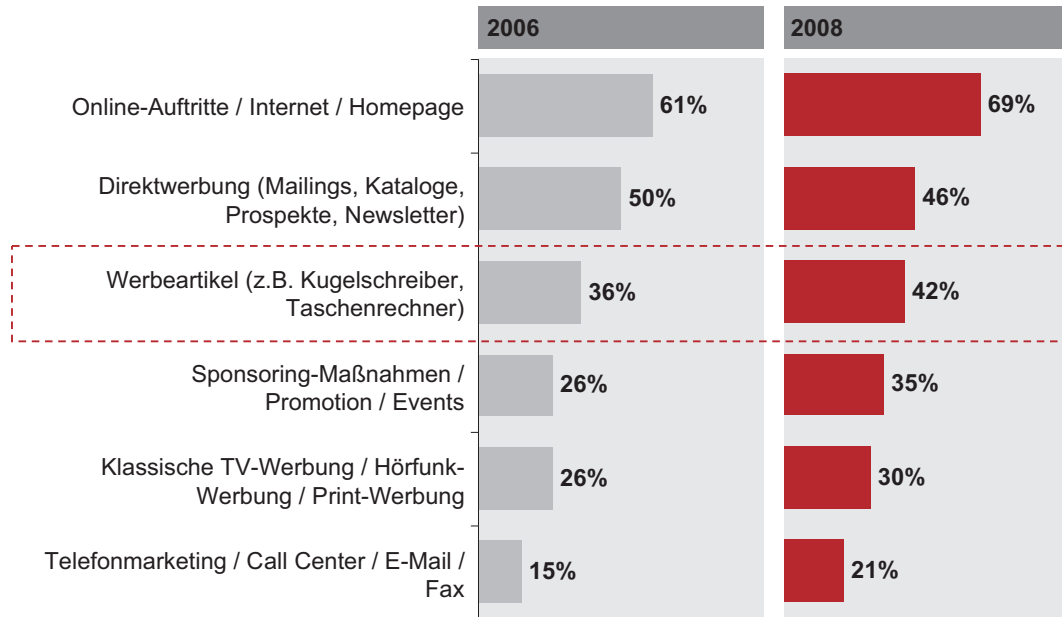 2006
2008
Online-Auftritte / Internet / Homepage
61%
69%
Direktwerbung (Mailings, Kataloge,
Prospekte, Newsletter)
50%
46%
Werbeartikel (z.B. Kugelschreiber,
Taschenrechner)
36%
42%
Sponsoring-Maßnahmen /
Promotion / Events
26%
35%
Klassische TV-Werbung / Hörfunk-
Werbung / Print-Werbung
26%
30%
Telefonmarketing / Call Center / E-Mail /
Fax
15%
21%